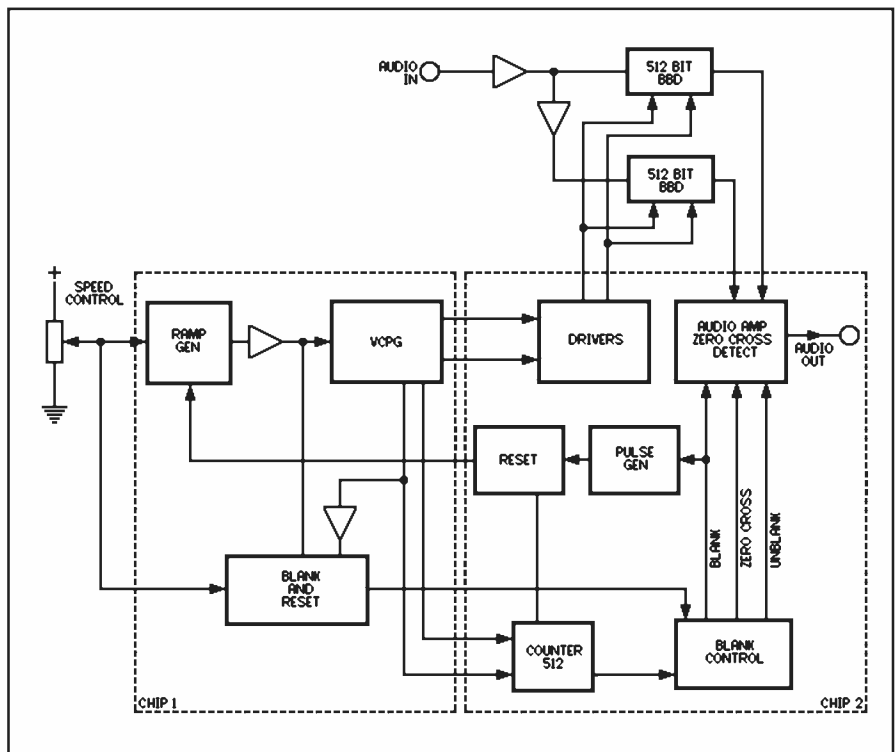 AUDIO
IN
512 BIT
BBD
512 BIT
BBD
+
SPEED
CONTROL
RAMP
GEN
VCPG
DRIVERS
AUDIO AMP
ZERO CROSS
DETECT
AUDIO
OUT
RESET
PULSE
GEN
BLANK
ZERO CROSS
UNBLANK
BLANK
AND
RESET
COUNTER
512
BLANK
CONTROL
CHIP 1
CHIP 2